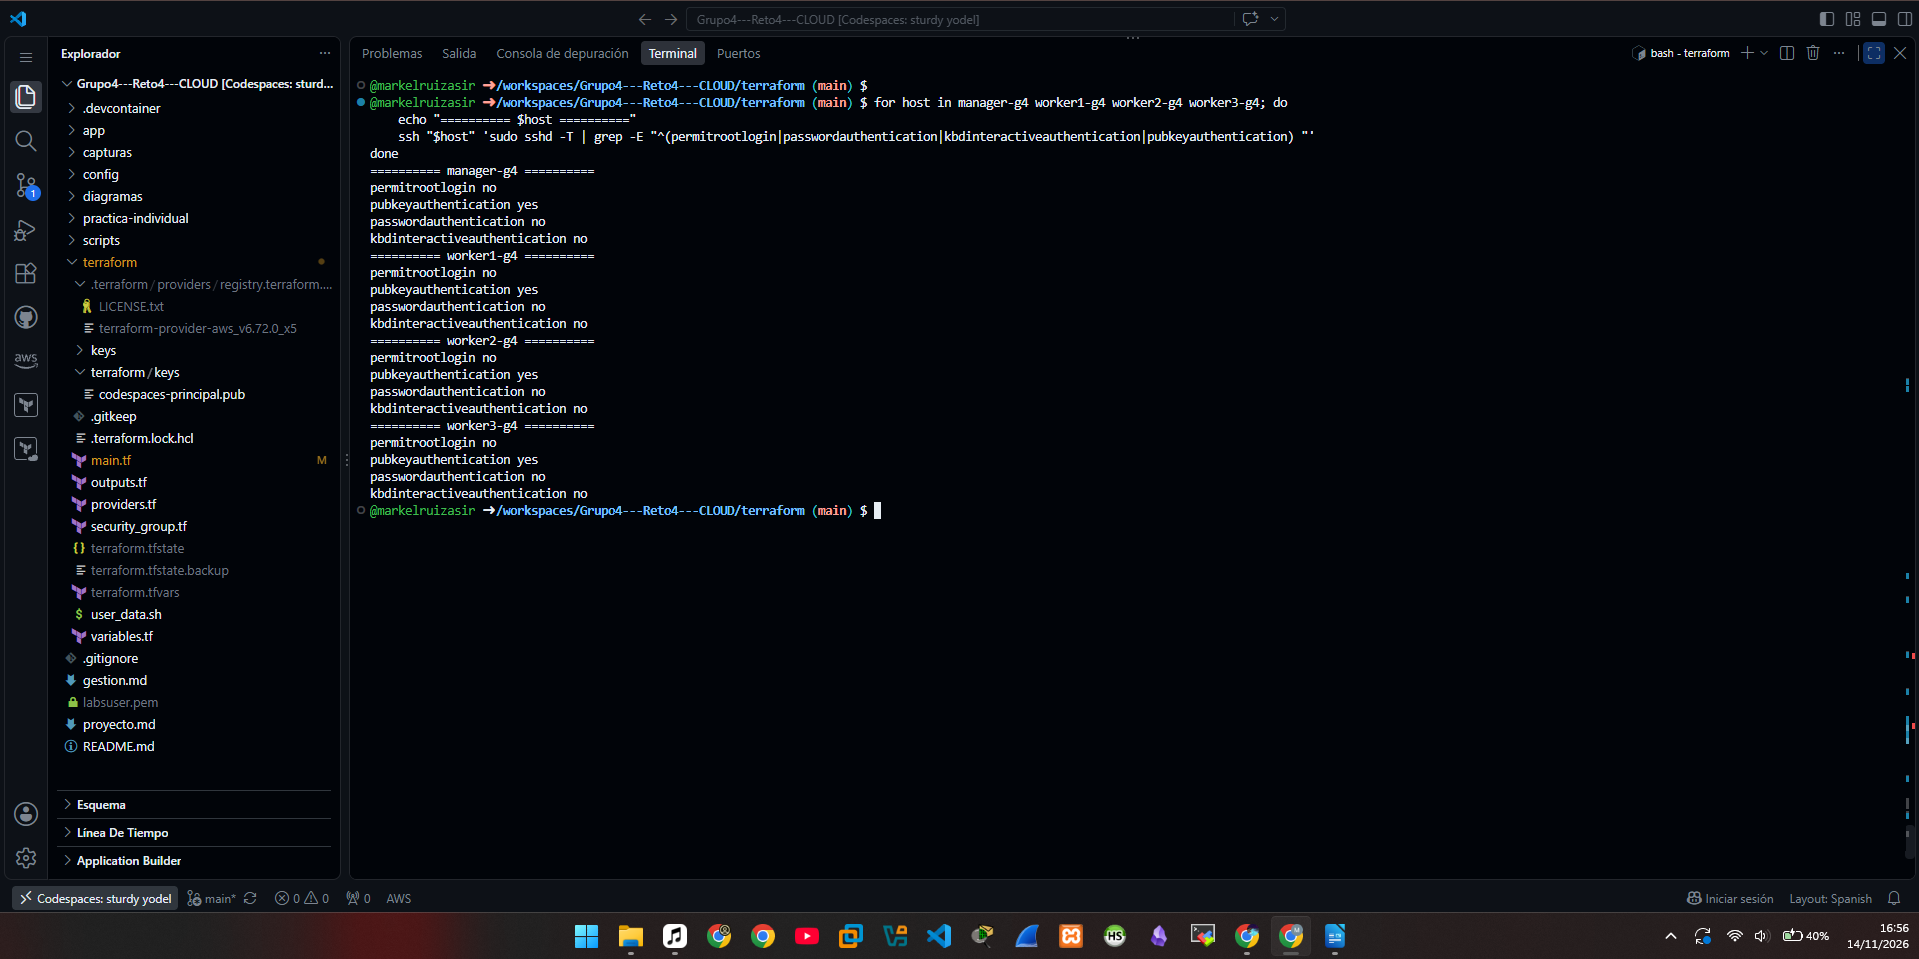 Grupo4---Reto4---CLOUD [Codespaces: sturdy yodel]
Explorador
Grupo4---Reto4---CLOUD [Codespaces: sturd...
.devcontainer
app
capturas
config
diagramas
practica-individual
scripts
terraform
.terraform / providers / registry.terraform....
LICENSE.txt
terraform-provider-aws_v6.72.0_x5
keys
terraform / keys
codespaces-principal.pub
.gitkeep
.terraform.lock.hcl
main.tf M
outputs.tf
providers.tf
security_group.tf
terraform.tfstate
terraform.tfstate.backup
terraform.tfvars
user_data.sh
variables.tf
.gitignore
gestion.md
labsuser.pem
proyecto.md
README.md
Esquema
Línea De Tiempo
Application Builder
1
aws
Problemas Salida Consola de depuración Terminal Puertos
bash - terraform
@markelruizasir ➜/workspaces/Grupo4---Reto4---CLOUD/terraform (main) $
@markelruizasir ➜/workspaces/Grupo4---Reto4---CLOUD/terraform (main) $ for host in manager-g4 worker1-g4 worker2-g4 worker3-g4; do
echo "========== $host =========="
ssh "$host" 'sudo sshd -T | grep -E "^(permitrootlogin|passwordauthentication|kbdinteractiveauthentication|pubkeyauthentication) "'
done
========== manager-g4 ==========
permitrootlogin no
pubkeyauthentication yes
passwordauthentication no
kbdinteractiveauthentication no
========== worker1-g4 ==========
permitrootlogin no
pubkeyauthentication yes
passwordauthentication no
kbdinteractiveauthentication no
========== worker2-g4 ==========
permitrootlogin no
pubkeyauthentication yes
passwordauthentication no
kbdinteractiveauthentication no
========== worker3-g4 ==========
permitrootlogin no
pubkeyauthentication yes
passwordauthentication no
kbdinteractiveauthentication no
@markelruizasir ➜/workspaces/Grupo4---Reto4---CLOUD/terraform (main) $
Codespaces: sturdy yodel main* 0 0 0 AWS
Iniciar sesión Layout: Spanish
HS
40%
16:56
14/11/2026